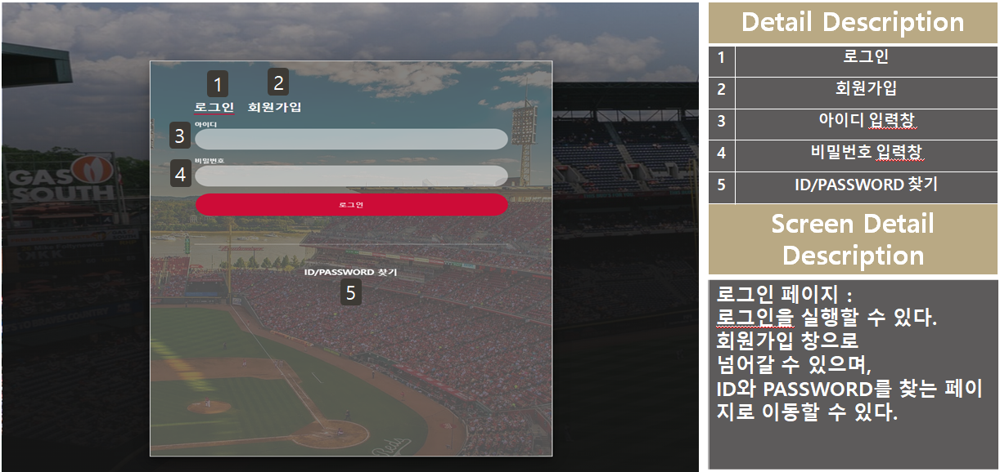 1
2
로그인 회원가입
아이디
3
비밀번호
4
로그인
ID/PASSWORD 찾기
5
GAS
SOUTH
Reds
Detail Description
1 로그인
2 회원가입
3 아이디 입력창
4 비밀번호 입력창
5 ID/PASSWORD 찾기
Screen Detail
Description
로그인 페이지 :
로그인을 실행할 수 있다.
회원가입 창으로
넘어갈 수 있으며,
ID와 PASSWORD를 찾는 페이
지로 이동할 수 있다.